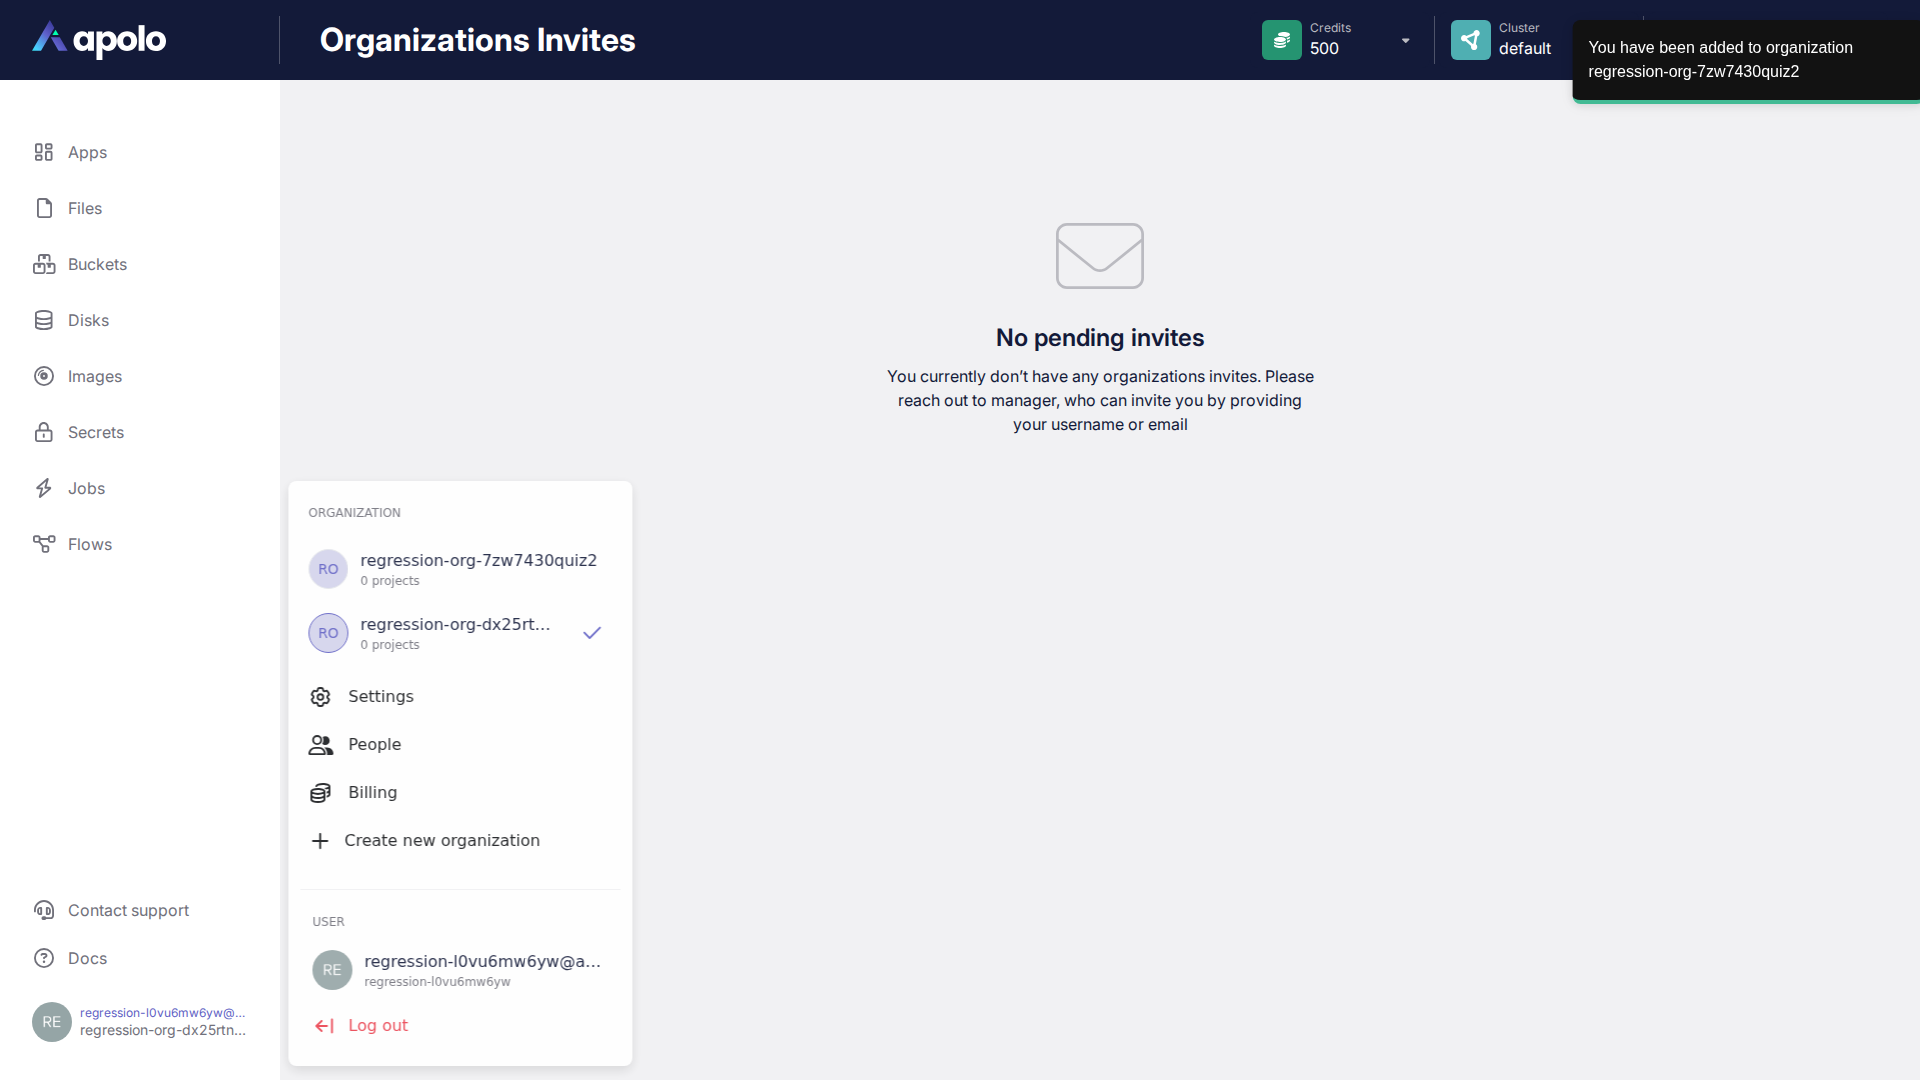 apolo
Organizations Invites
Credits
500
Cluster
default
You have been added to organization
regression-org-7zw7430quiz2
Apps
Files
Buckets
Disks
Images
Secrets
Jobs
Flows
No pending invites
You currently don’t have any organizations invites. Please
reach out to manager, who can invite you by providing
your username or email
ORGANIZATION
RO
regression-org-7zw7430quiz2
0 projects
RO
regression-org-dx25rt...
0 projects
Settings
People
Billing
Create new organization
USER
RE
regression-l0vu6mw6yw@a...
regression-l0vu6mw6yw
Log out
Contact support
Docs
RE
regression-l0vu6mw6yw@...
regression-org-dx25rtn...